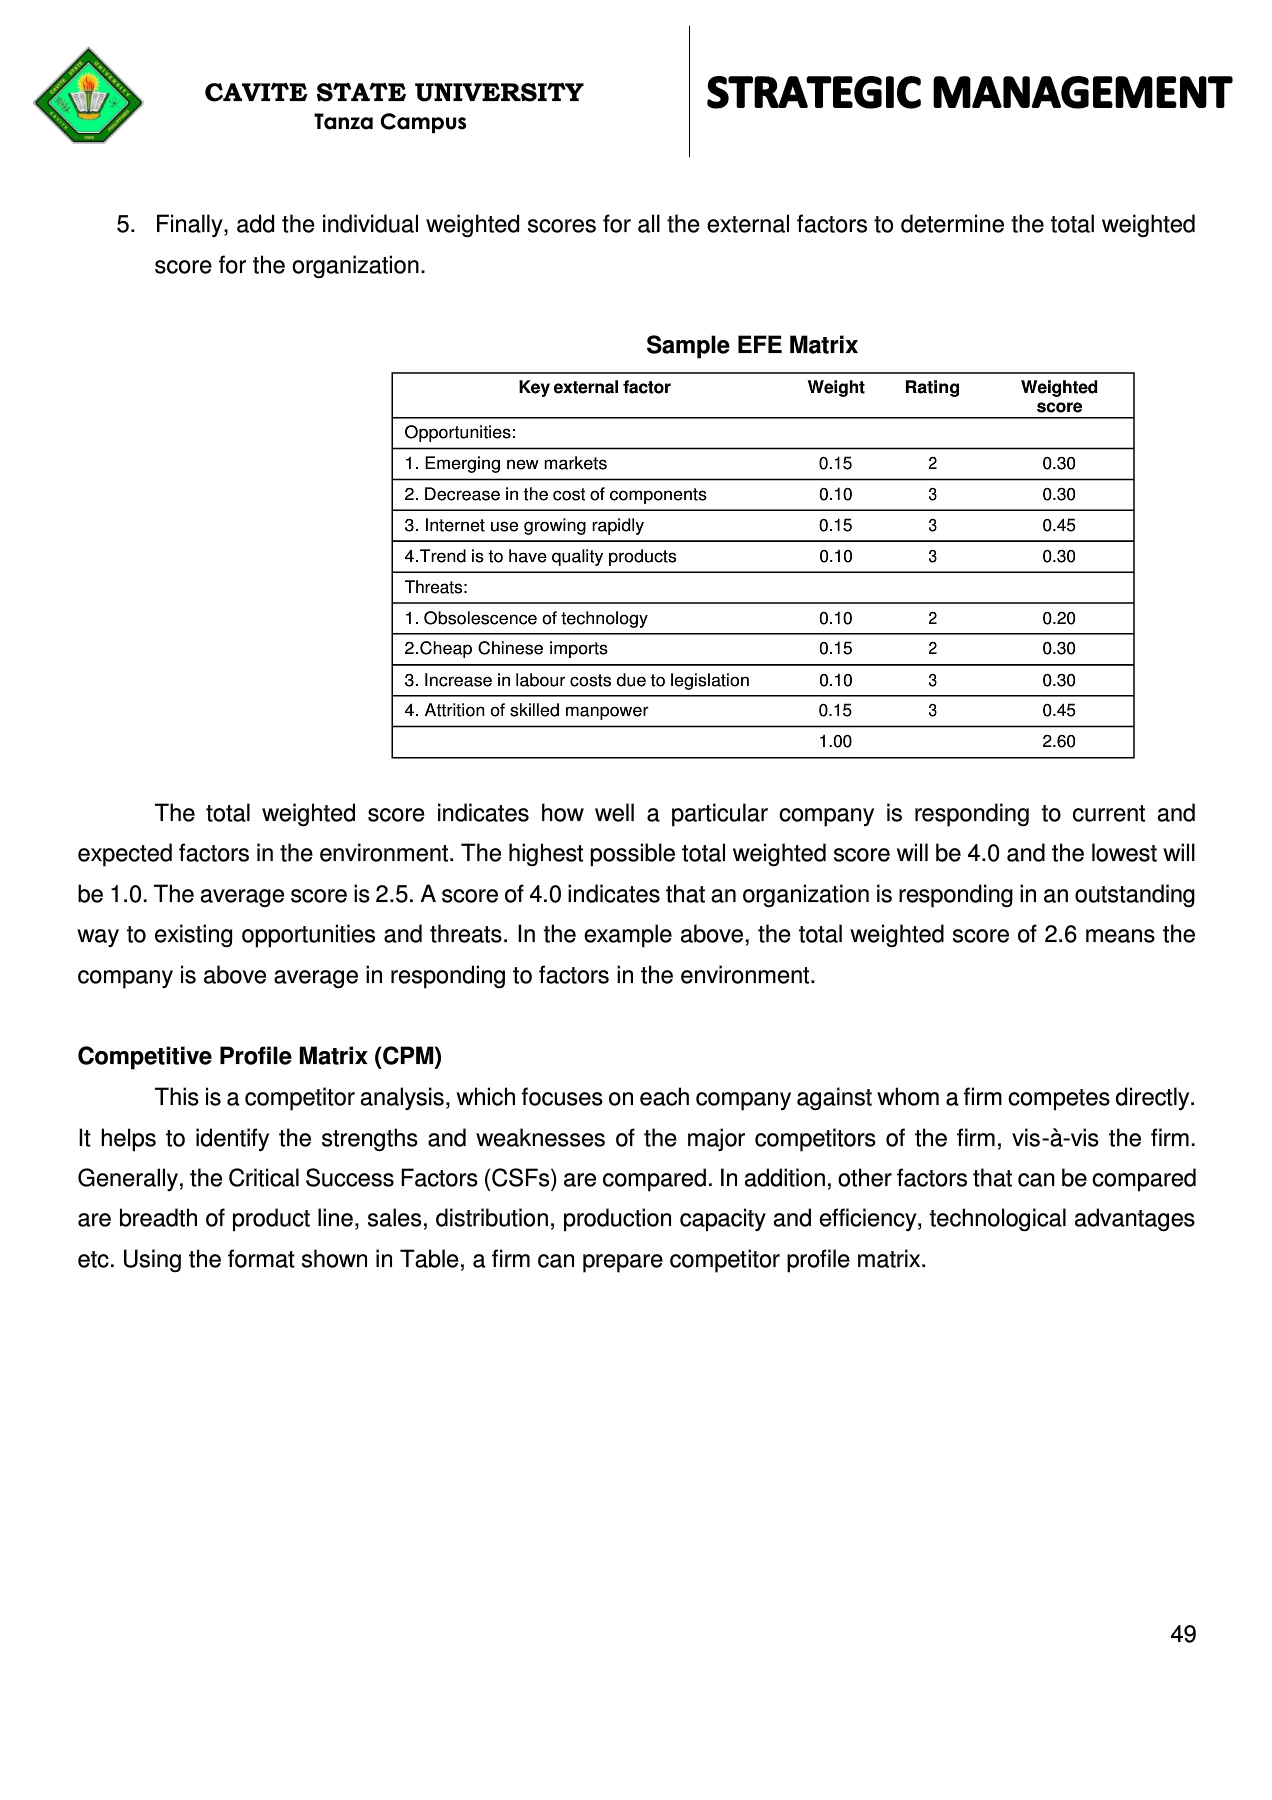 CAVITE STATE UNIVERSITY
Tanza Campus
STRATEGIC MANAGEMENT
CAVITE STATE UNIVERSITY
CAVITE
PHILIPPINES
1906
5. Finally, add the individual weighted scores for all the external factors to determine the total weighted
score for the organization.
Sample EFE Matrix
Key external factor Weight Rating Weighted
score
Opportunities:
1. Emerging new markets 0.15 2 0.30
2. Decrease in the cost of components 0.10 3 0.30
3. Internet use growing rapidly 0.15 3 0.45
4.Trend is to have quality products 0.10 3 0.30
Threats:
1. Obsolescence of technology 0.10 2 0.20
2.Cheap Chinese imports 0.15 2 0.30
3. Increase in labour costs due to legislation 0.10 3 0.30
4. Attrition of skilled manpower 0.15 3 0.45
1.00 2.60
The total weighted score indicates how well a particular company is responding to current and
expected factors in the environment. The highest possible total weighted score will be 4.0 and the lowest will
be 1.0. The average score is 2.5. A score of 4.0 indicates that an organization is responding in an outstanding
way to existing opportunities and threats. In the example above, the total weighted score of 2.6 means the
company is above average in responding to factors in the environment.
Competitive Profile Matrix (CPM)
This is a competitor analysis, which focuses on each company against whom a firm competes directly.
It helps to identify the strengths and weaknesses of the major competitors of the firm, vis-à-vis the firm.
Generally, the Critical Success Factors (CSFs) are compared. In addition, other factors that can be compared
are breadth of product line, sales, distribution, production capacity and efficiency, technological advantages
etc. Using the format shown in Table, a firm can prepare competitor profile matrix.
49